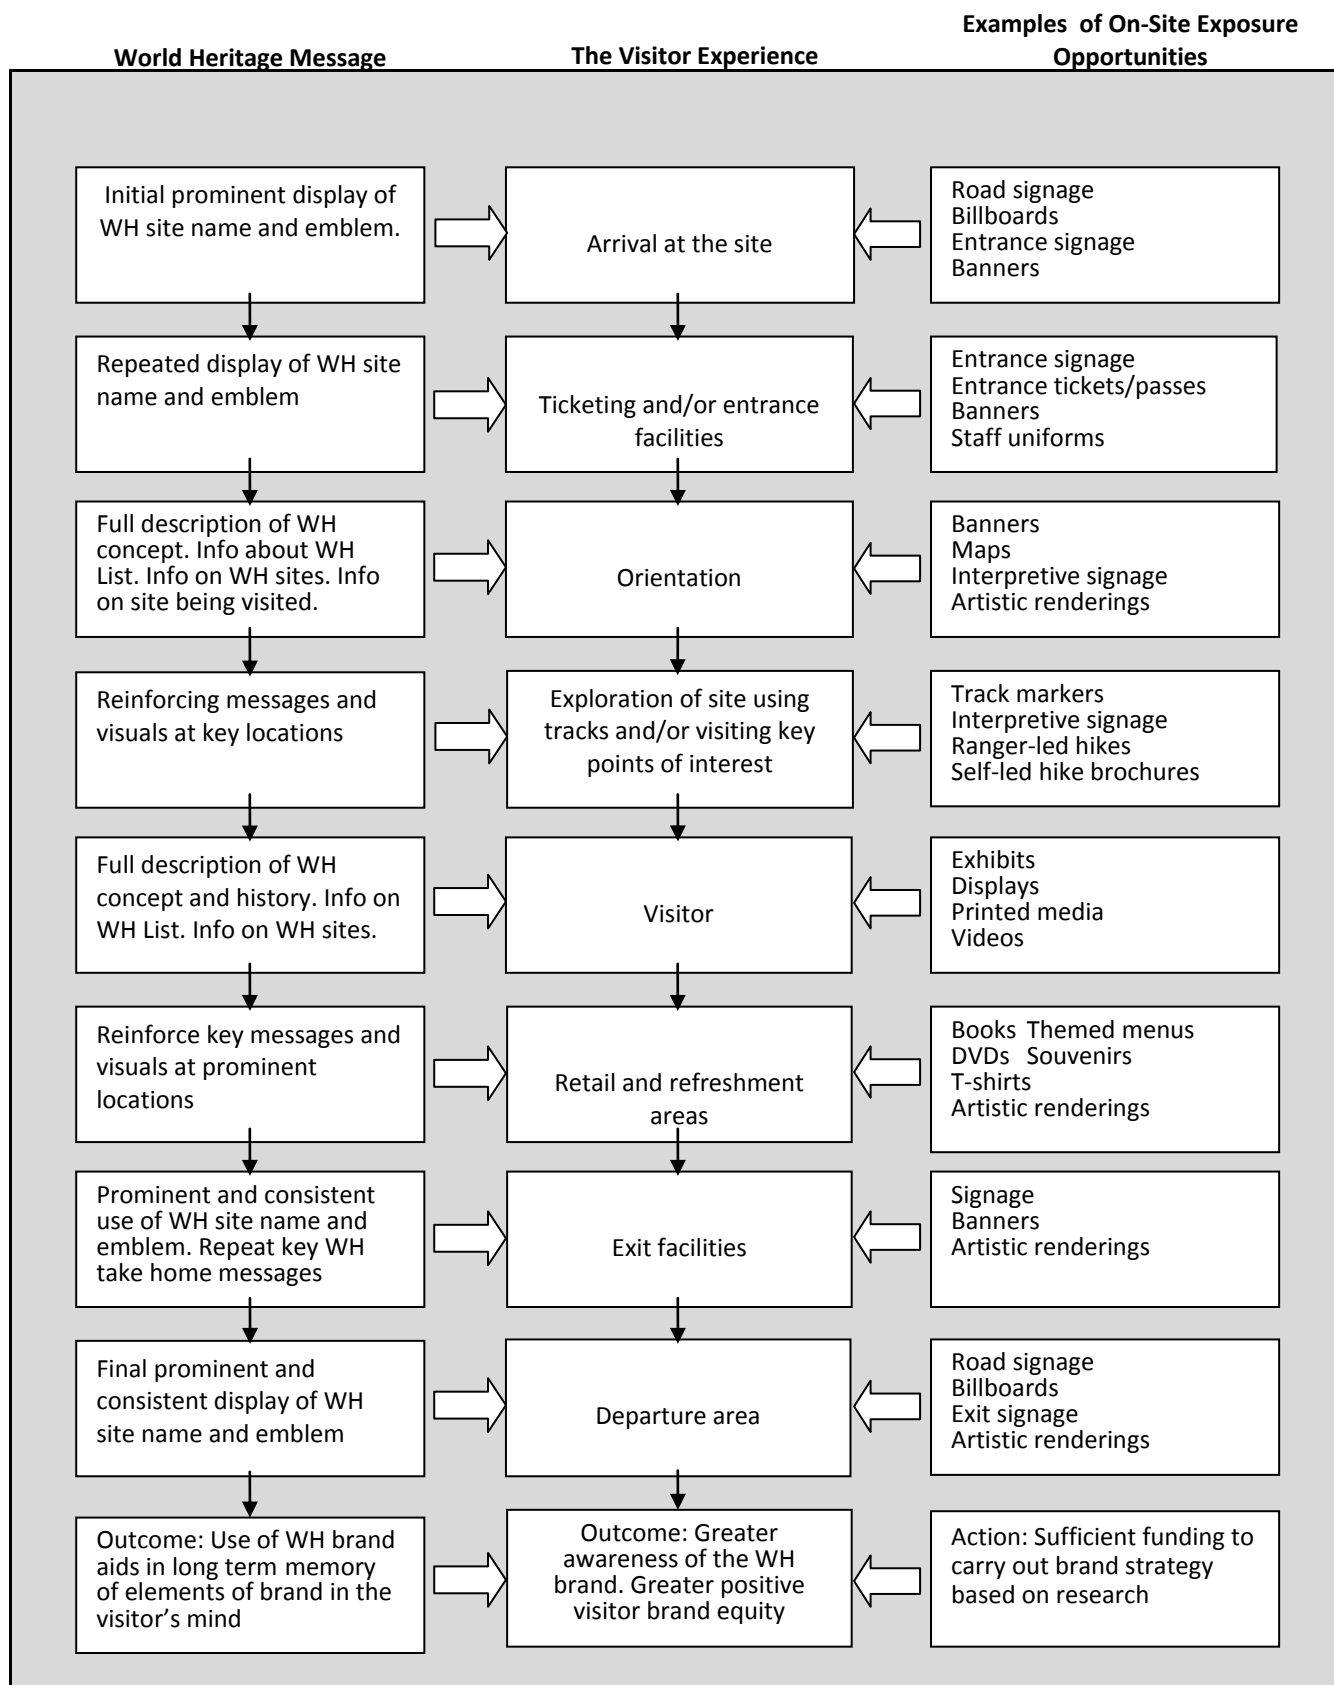 World Heritage Message
The Visitor Experience
Examples of On-Site Exposure
Opportunities
Initial prominent display of
WH site name and emblem.
Arrival at the site
Road signage
Billboards
Entrance signage
Banners
Repeated display of WH site
name and emblem
Ticketing and/or entrance
facilities
Entrance signage
Entrance tickets/passes
Banners
Staff uniforms
Full description of WH
concept. Info about WH
List. Info on WH sites. Info
on site being visited.
Orientation
Banners
Maps
Interpretive signage
Artistic renderings
Reinforcing messages and
visuals at key locations
Exploration of site using
tracks and/or visiting key
points of interest
Track markers
Interpretive signage
Ranger-led hikes
Self-led hike brochures
Full description of WH
concept and history. Info on
WH List. Info on WH sites.
Visitor
Exhibits
Displays
Printed media
Videos
Reinforce key messages and
visuals at prominent
locations
Retail and refreshment
areas
Books Themed menus
DVDs Souvenirs
T-shirts
Artistic renderings
Prominent and consistent
use of WH site name and
emblem. Repeat key WH
take home messages
Exit facilities
Signage
Banners
Artistic renderings
Final prominent and
consistent display of WH
site name and emblem
Departure area
Road signage
Billboards
Exit signage
Artistic renderings
Outcome: Use of WH brand
aids in long term memory
of elements of brand in the
visitor's mind
Outcome: Greater
awareness of the WH
brand. Greater positive
visitor brand equity
Action: Sufficient funding to
carry out brand strategy
based on research